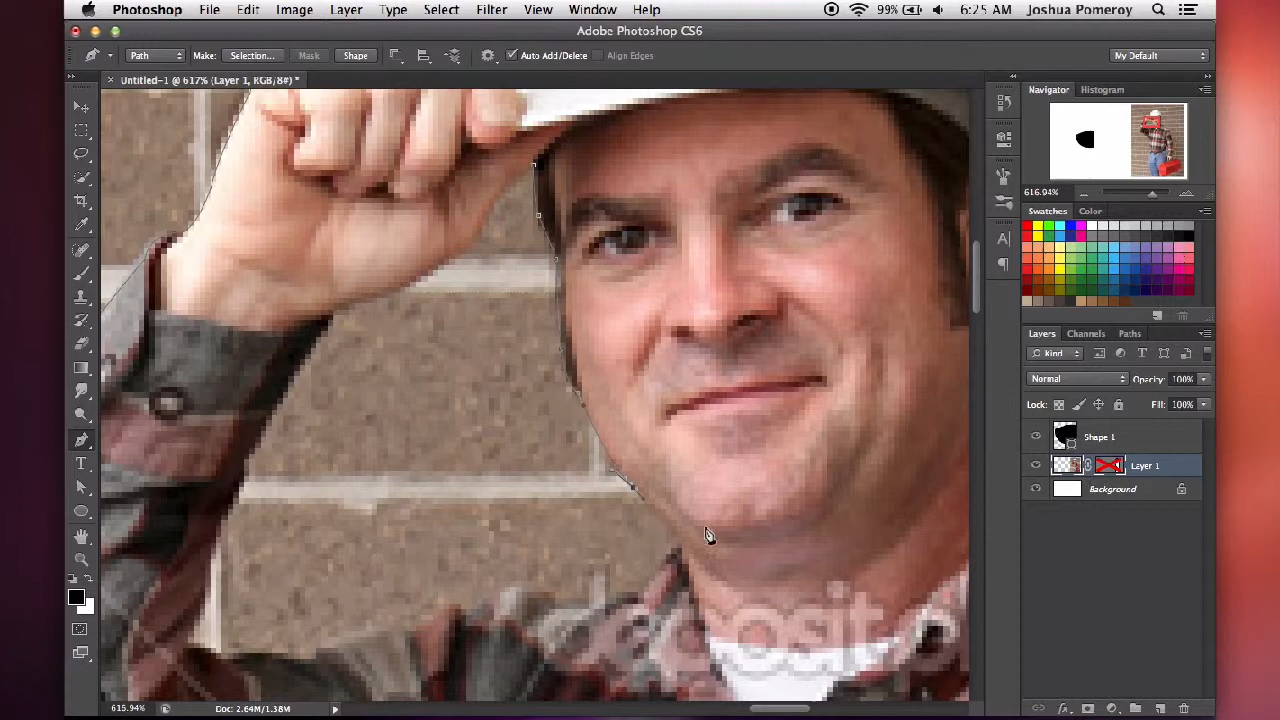 Photoshop File Edit Image Layer Type Select Filter View Window Help 99% 6:25 AM Joshua Pomeroy
Adobe Photoshop CS6
Path Make: Selection... Mask Shape Auto Add/Delete Align Edges My Default
× Untitled-1 @ 617% (Layer 1, RGB/8#) *
Navigator Histogram
616.94%
Swatches Color
Layers Channels Paths
Kind
Normal Opacity: 100%
Lock: Fill: 100%
Shape 1
Layer 1
Background
deposit
616.94% Doc: 2.64M/1.38M